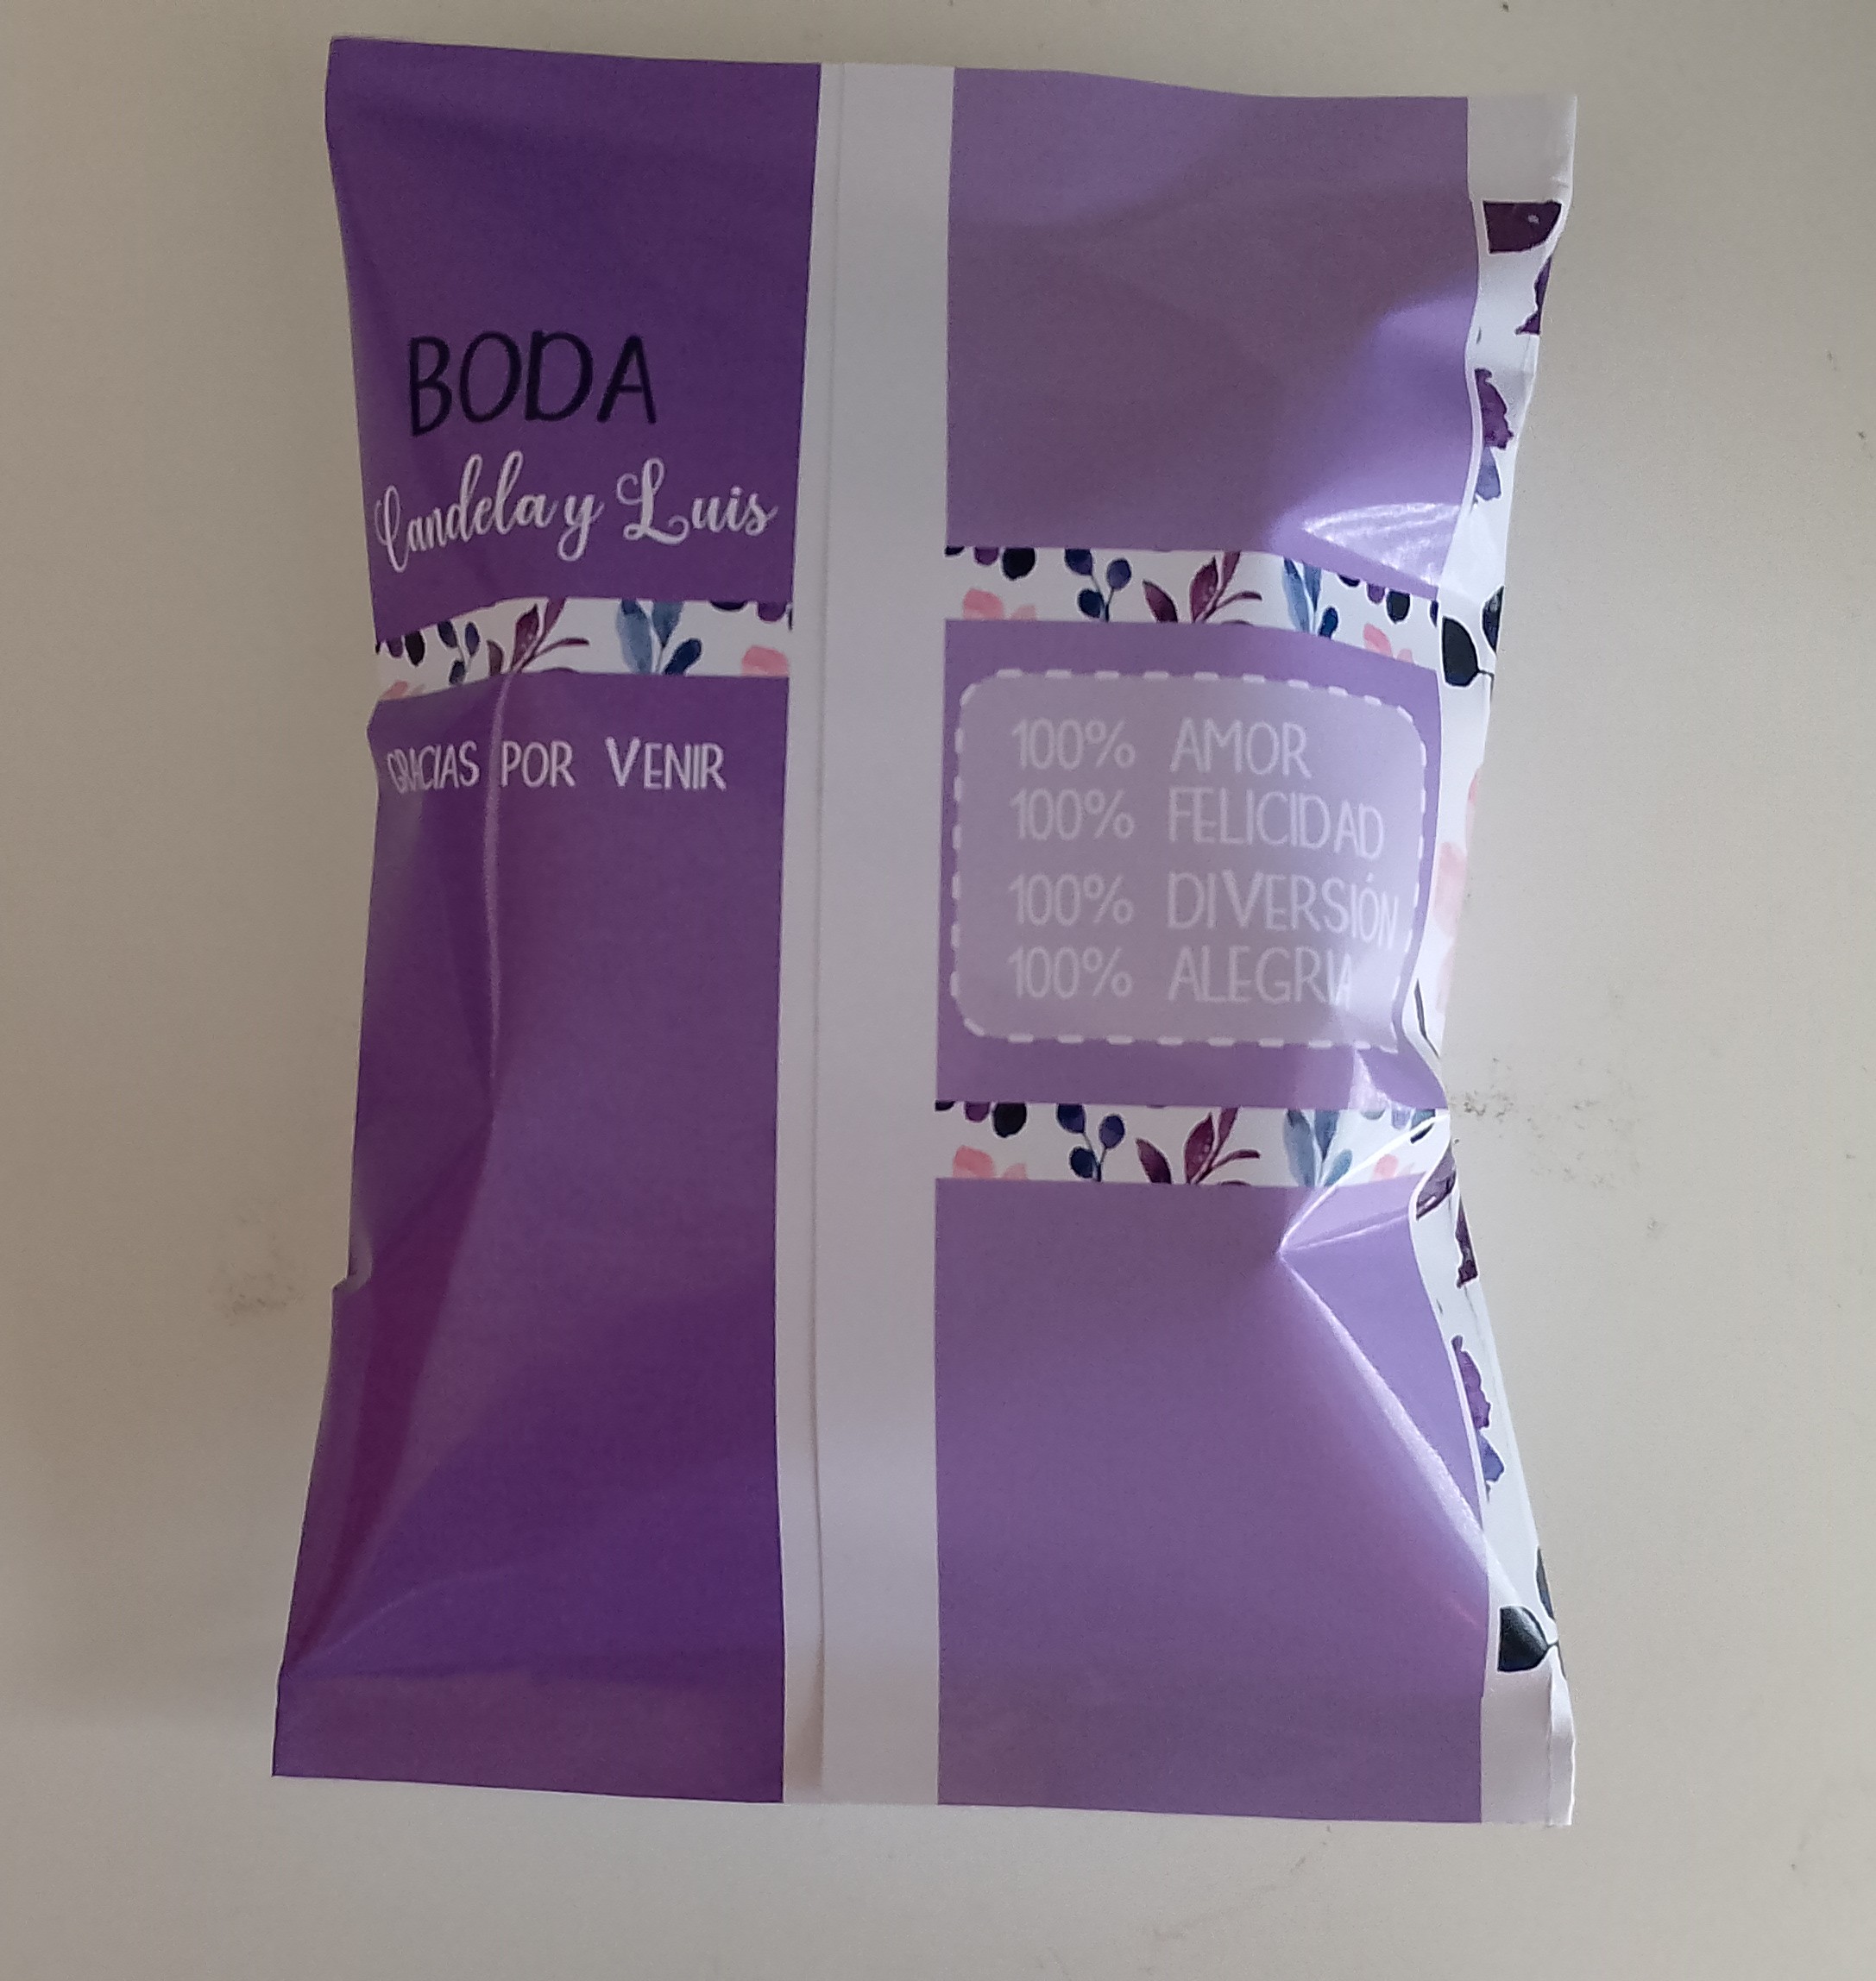 BODA
Candela y Luis
GRACIAS POR VENIR
100% AMOR
100% FELICIDAD
100% DIVERSIÓN
100% ALEGRIA